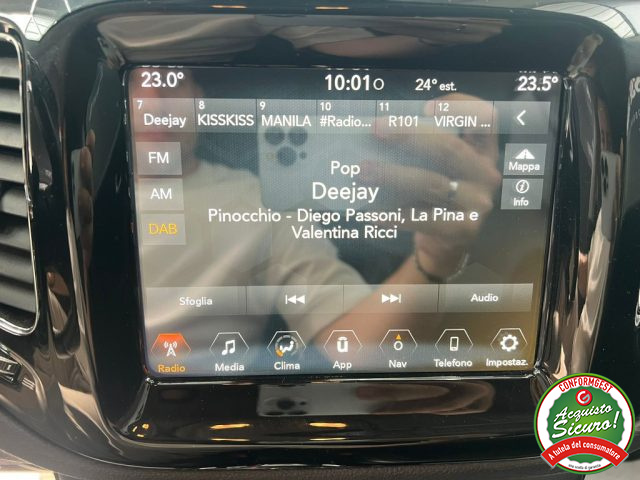 23.0° 10:01 24° est. 23.5°
7 8 9 10 11 12
Deejay KISSKISS MANILA #Radio... R101 VIRGIN ...
FM
AM
DAB
Mappa
Info
Pop
Deejay
Pinocchio - Diego Passoni, La Pina e
Valentina Ricci
Sfoglia Audio
Radio Media Clima App Nav Telefono Impostaz.
CONFORMGEST
Acquisto
Sicuro!
A tutela del consumatore